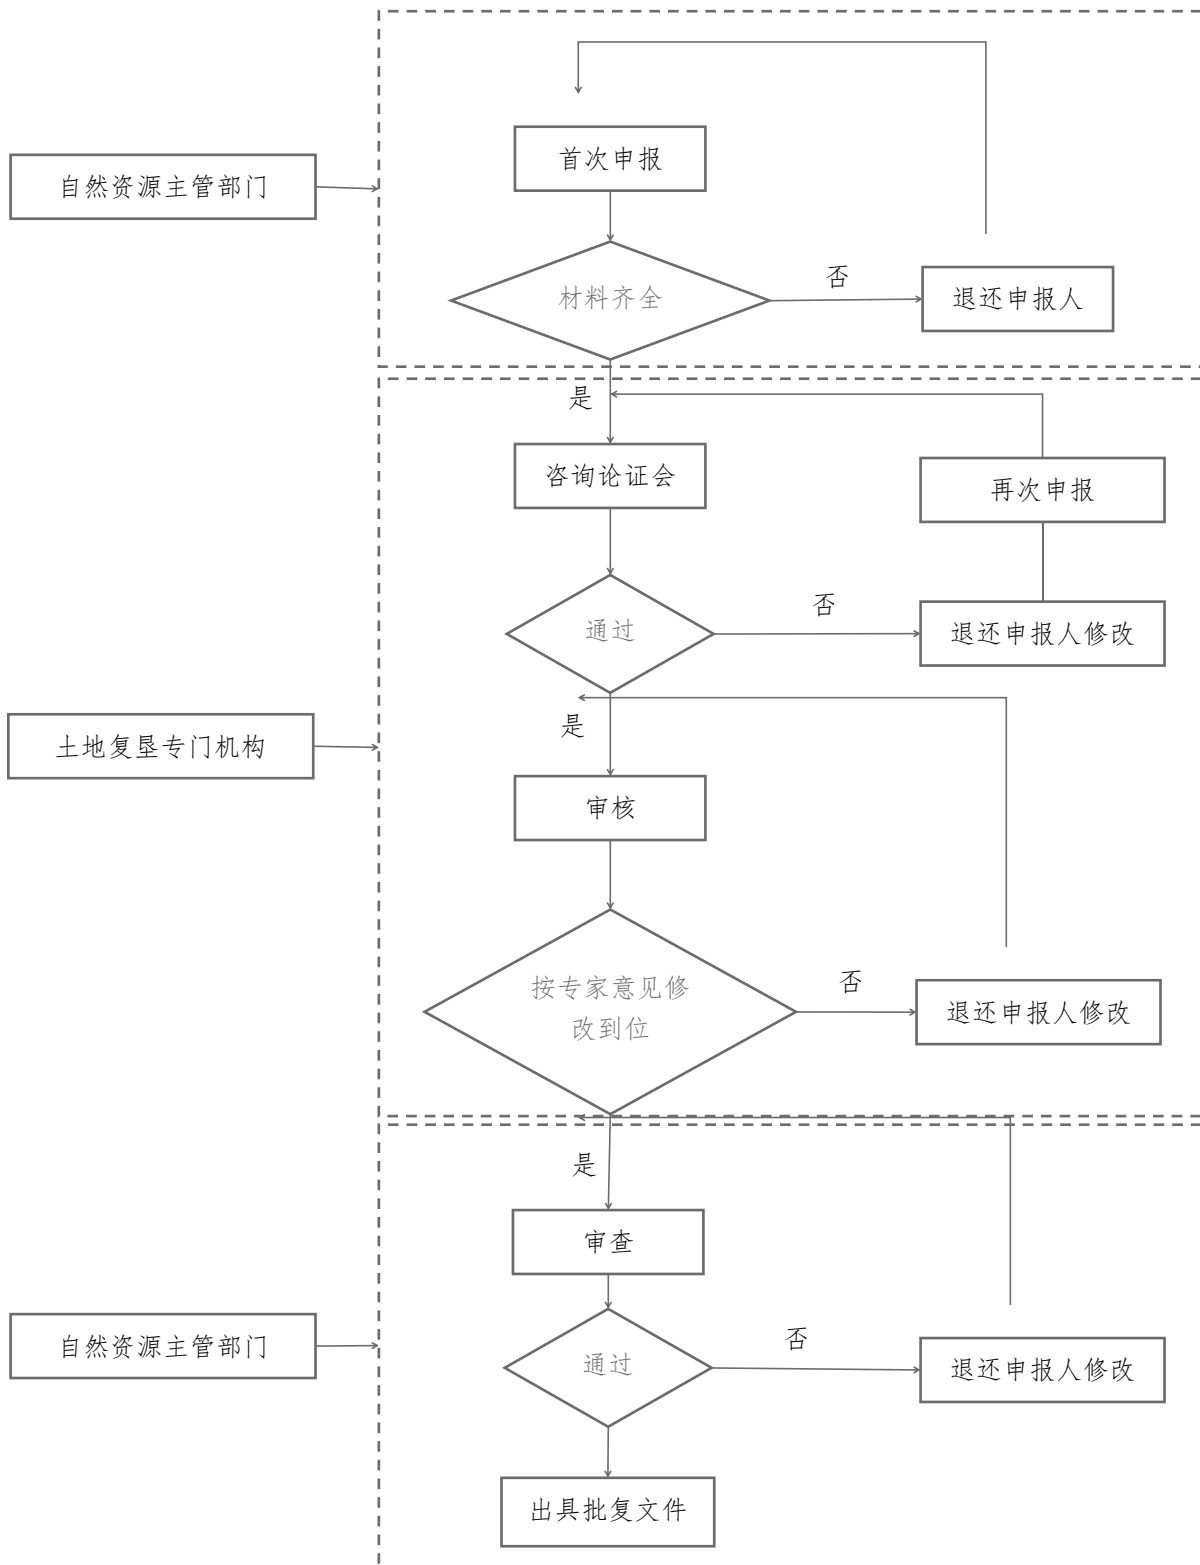 首次申报
自然资源主管部门
材料齐全
否
退还申报人
是
咨询论证会
再次申报
通过
否
退还申报人修改
是
土地复垦专门机构
审核
按专家意见修
改到位
否
退还申报人修改
是
审查
自然资源主管部门
通过
否
退还申报人修改
出具批复文件